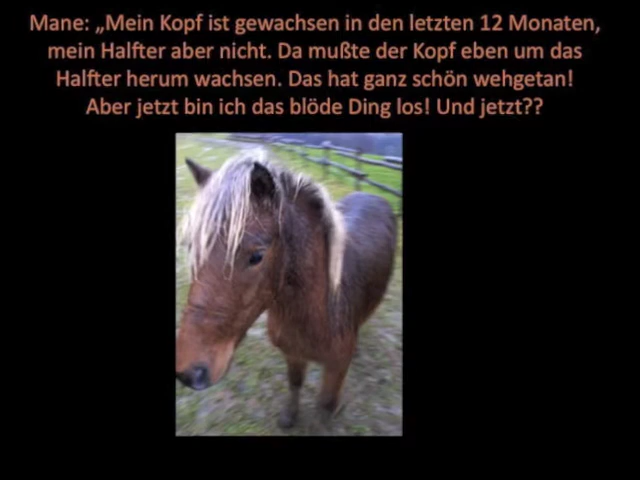 Mane: „Mein Kopf ist gewachsen in den letzten 12 Monaten,
mein Halfter aber nicht. Da mußte der Kopf eben um das
Halfter herum wachsen. Das hat ganz schön wehgetan!
Aber jetzt bin ich das blöde Ding los! Und jetzt??